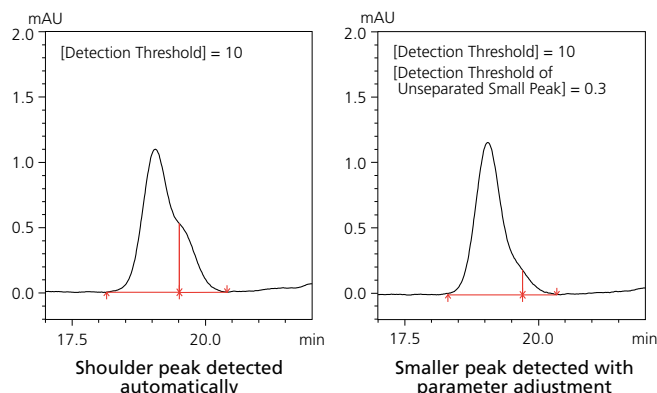 mAU
2.0
[Detection Threshold] = 10
1.5
1.0
0.5
0.0
17.5 20.0 min
Shoulder peak detected
automatically
mAU
2.0
[Detection Threshold] = 10
[Detection Threshold of
Unseparated Small Peak] = 0.3
1.5
1.0
0.5
0.0
17.5 20.0 min
Smaller peak detected with
parameter adjustment